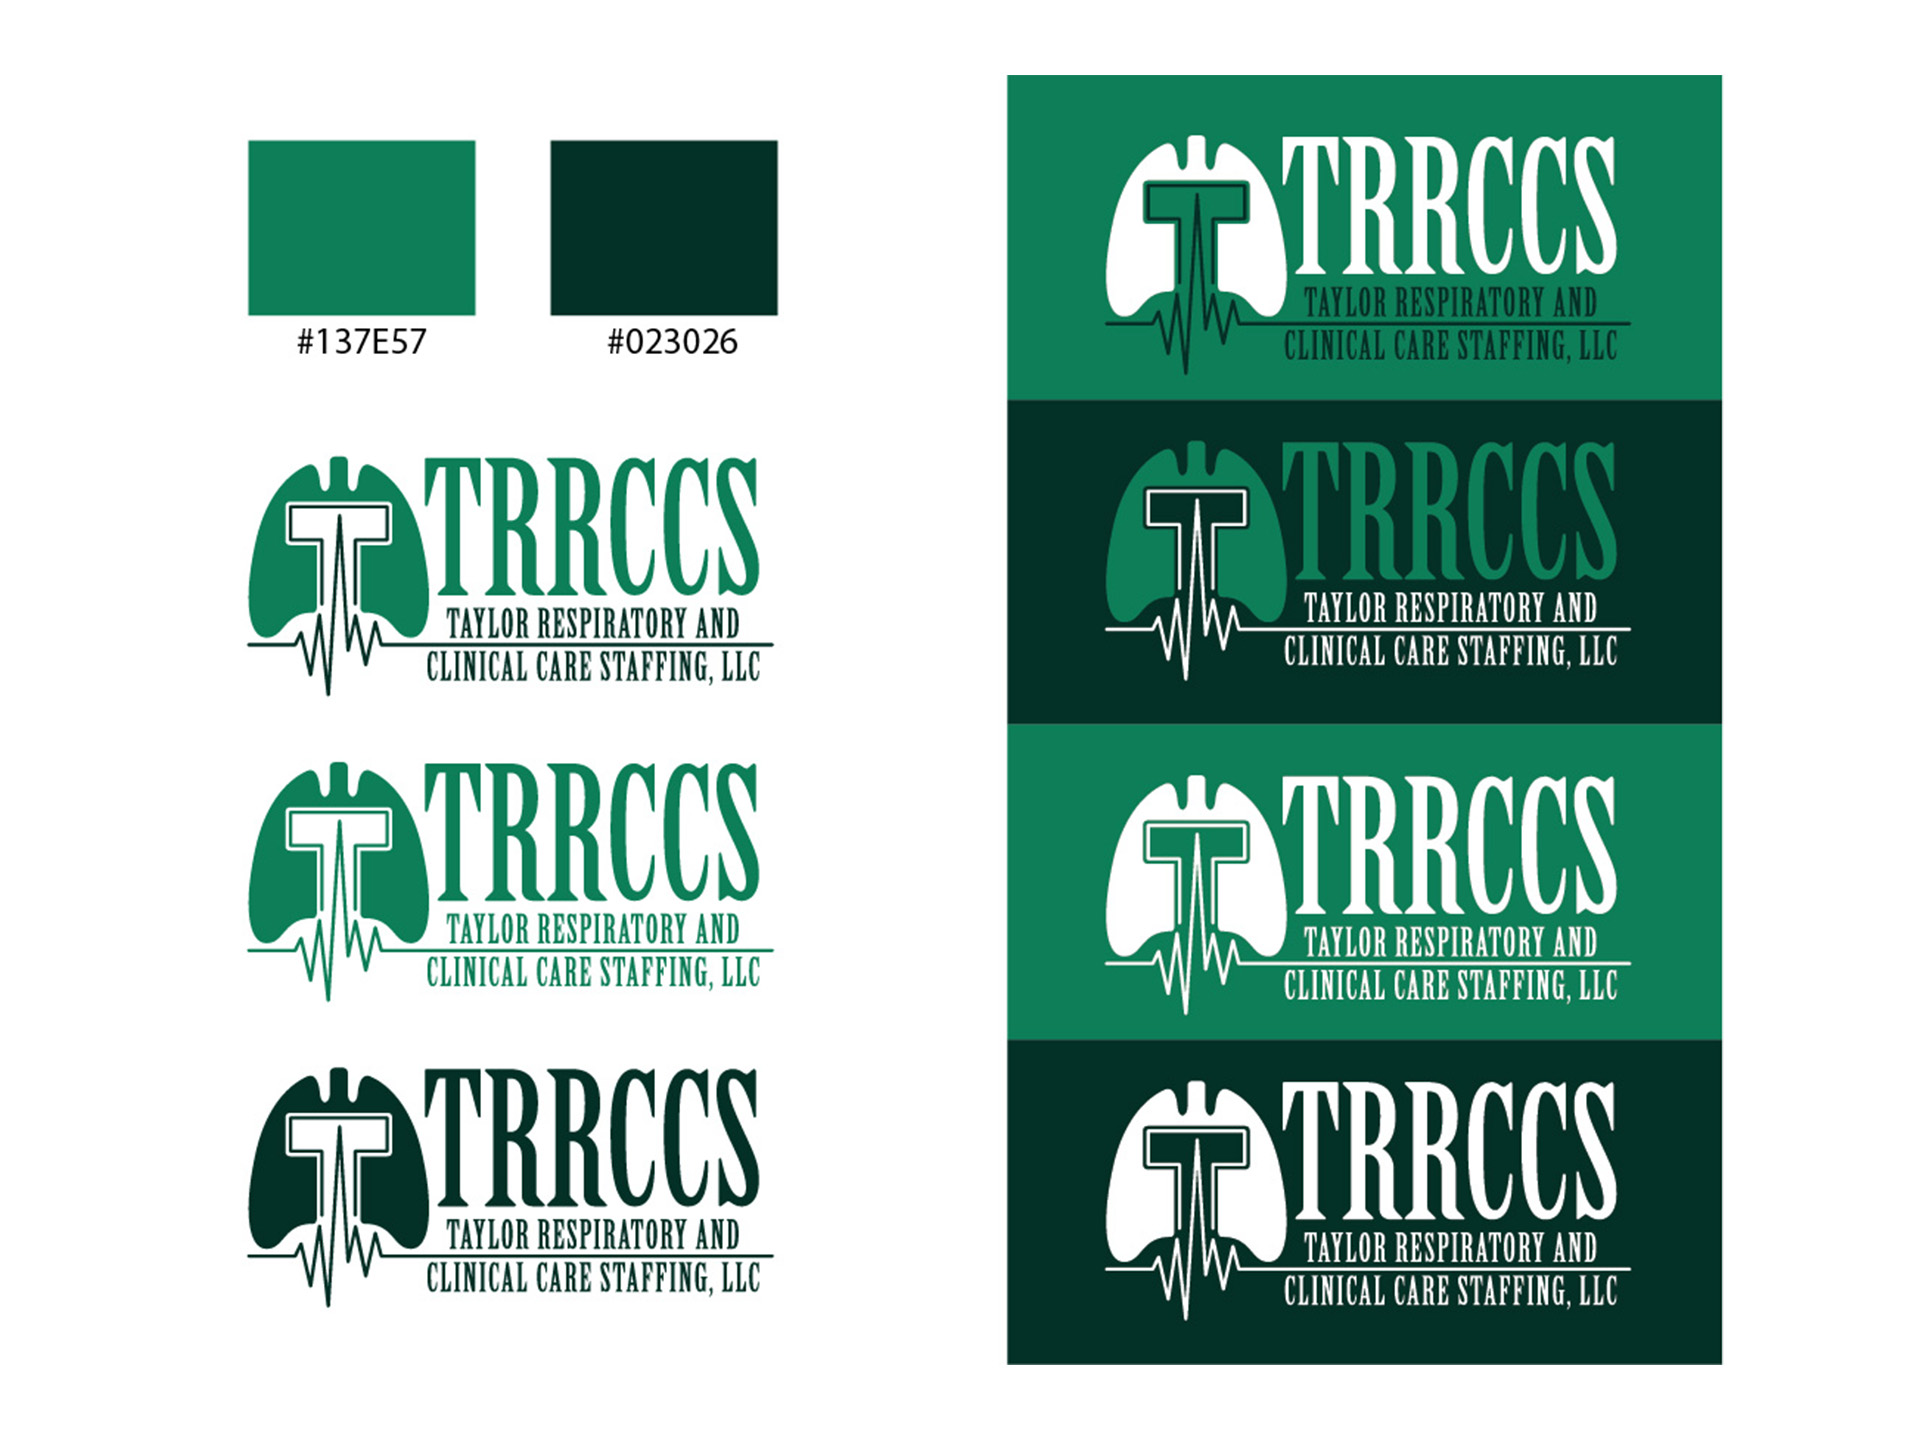 #137E57
#023026
T TRRCCS
TAYLOR RESPIRATORY AND
CLINICAL CARE STAFFING, LLC
T TRRCCS
TAYLOR RESPIRATORY AND
CLINICAL CARE STAFFING, LLC
T TRRCCS
TAYLOR RESPIRATORY AND
CLINICAL CARE STAFFING, LLC
T TRRCCS
TAYLOR RESPIRATORY AND
CLINICAL CARE STAFFING, LLC
T TRRCCS
TAYLOR RESPIRATORY AND
CLINICAL CARE STAFFING, LLC
T TRRCCS
TAYLOR RESPIRATORY AND
CLINICAL CARE STAFFING, LLC
T TRRCCS
TAYLOR RESPIRATORY AND
CLINICAL CARE STAFFING, LLC